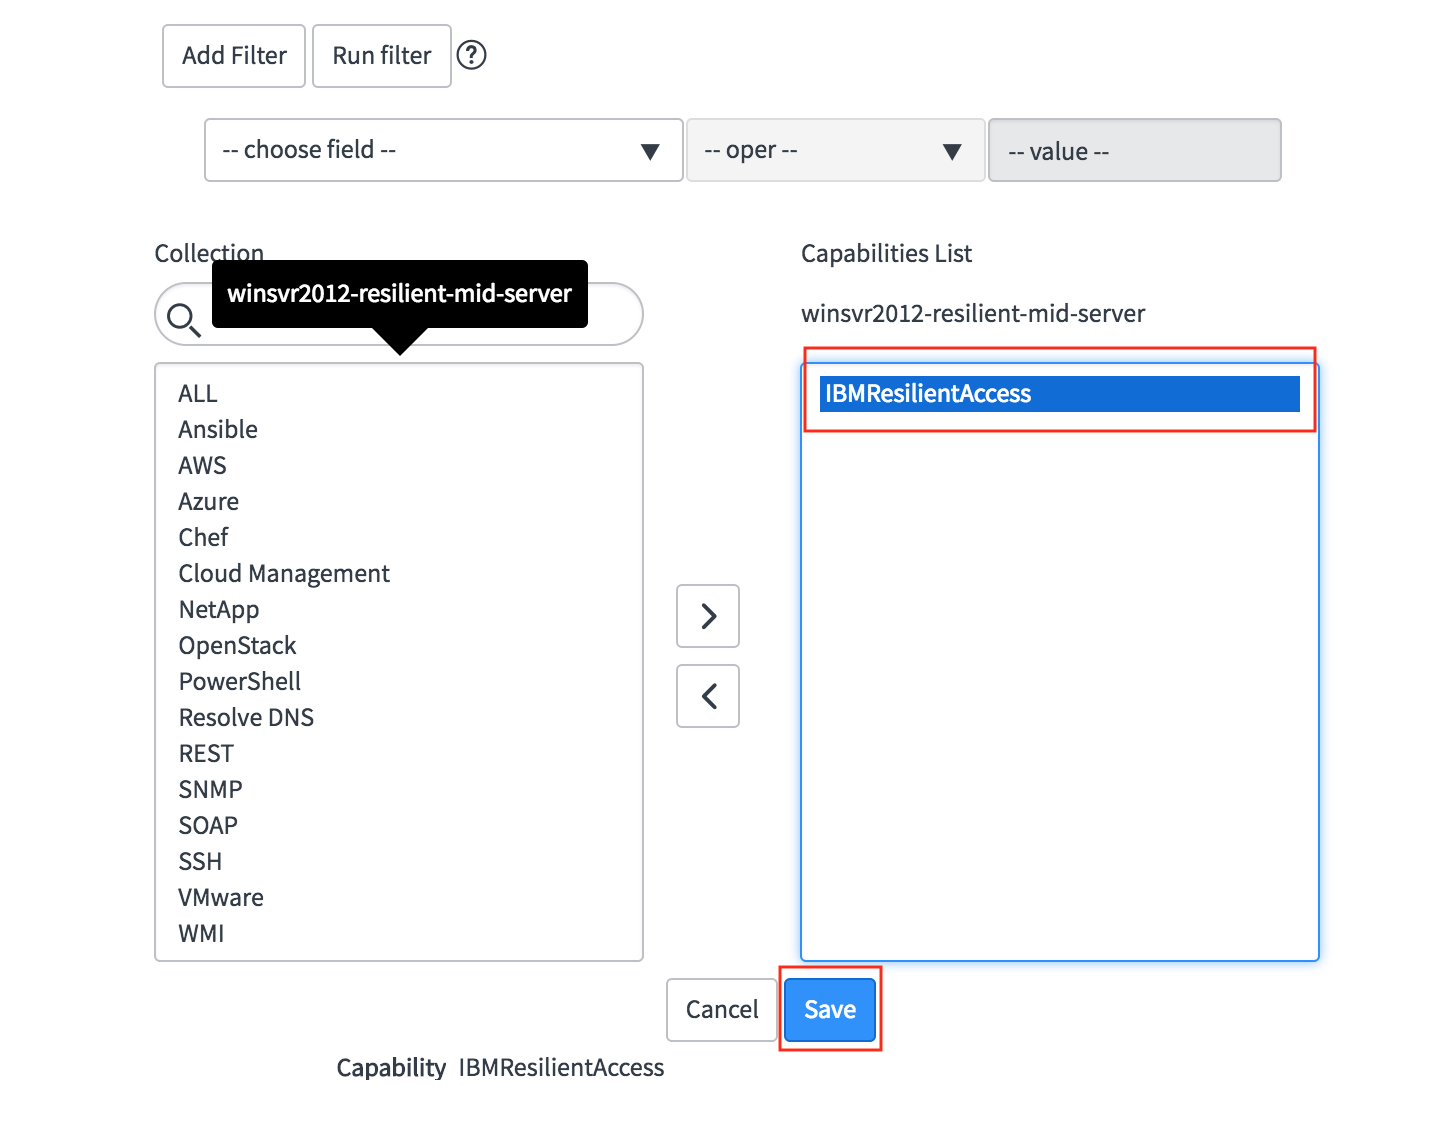 Add Filter Run filter ?
-- choose field -- -- oper -- -- value --
Collection
winsvr2012-resilient-mid-server
ALL
Ansible
AWS
Azure
Chef
Cloud Management
NetApp
OpenStack
PowerShell
Resolve DNS
REST
SNMP
SOAP
SSH
VMware
WMI
Capabilities List
winsvr2012-resilient-mid-server
IBMResilientAccess
Cancel Save
Capability IBMResilientAccess